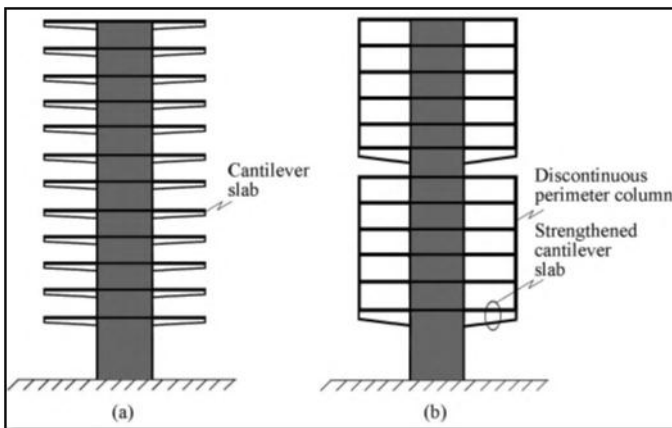 Cantilever
slab
Discontinuous
perimeter column
Strengthened
cantilever
slab
(a)
(b)